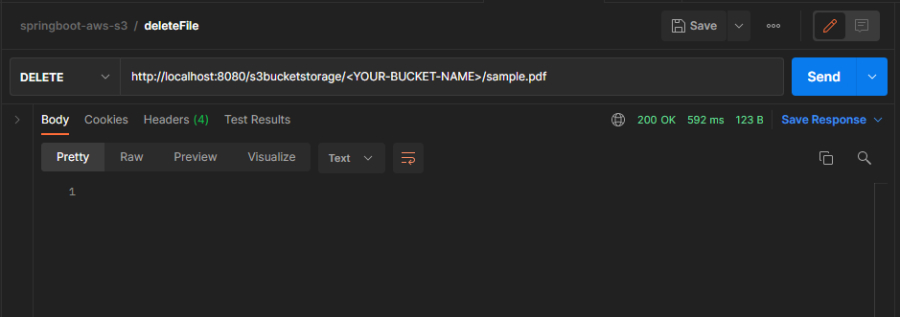 springboot-aws-s3 / deleteFile Save
DELETE http://localhost:8080/s3bucketstorage/<YOUR-BUCKET-NAME>/sample.pdf Send
Body Cookies Headers (4) Test Results 200 OK 592 ms 123 B Save Response
Pretty Raw Preview Visualize Text
1